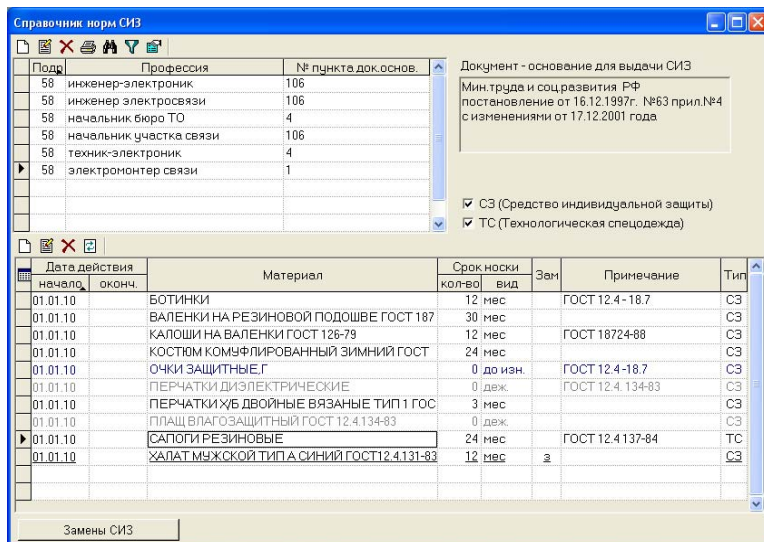 Справочник норм СИЗ
Подр Профессия № пункта док.основ.
58 инженер-электроник 106
58 инженер электросвязи 106
58 начальник бюро ТО 4
58 начальник участка связи 106
58 техник-электроник 4
58 электромонтер связи 1
Документ - основание для выдачи СИЗ
Мин.труда и соц.развития РФ
постановление от 16.12.1997г. №63 прил.№4
с изменениями от 17.12.2001 года
СЗ (Средство индивидуальной защиты)
ТС (Технологическая спецодежда)
Дата действия Материал Срок носки Зам Примечание Тип
начало оконч. кол-во вид
01.01.10 БОТИНКИ 12 мес ГОСТ 12.4 - 18.7 СЗ
01.01.10 ВАЛЕНКИ НА РЕЗИНОВОЙ ПОДОШВЕ ГОСТ 187 30 мес СЗ
01.01.10 КАЛОШИ НА ВАЛЕНКИ ГОСТ 126-79 12 мес ГОСТ 18724-88 СЗ
01.01.10 КОСТЮМ КОМУФЛИРОВАННЫЙ ЗИМНИЙ ГОСТ 24 мес СЗ
01.01.10 ОЧКИ ЗАЩИТНЫЕ,Г 0 до изн. ГОСТ 12.4 -18.7 СЗ
01.01.10 ПЕРЧАТКИ ДИЭЛЕКТРИЧЕСКИЕ 0 деж. ГОСТ 12.4. 134-83 СЗ
01.01.10 ПЕРЧАТКИ Х/Б ДВОЙНЫЕ ВЯЗАНЫЕ ТИП 1 ГОС 3 мес СЗ
01.01.10 ПЛАЩ ВЛАГОЗАЩИТНЫЙ ГОСТ 12.4.134-83 0 деж. СЗ
01.01.10 САПОГИ РЕЗИНОВЫЕ 24 мес ГОСТ 12.4 137-84 ТС
01.01.10 ХАЛАТ МУЖСКОЙ ТИП А СИНИЙ ГОСТ12.4.131-83 12 мес з СЗ
Замены СИЗ